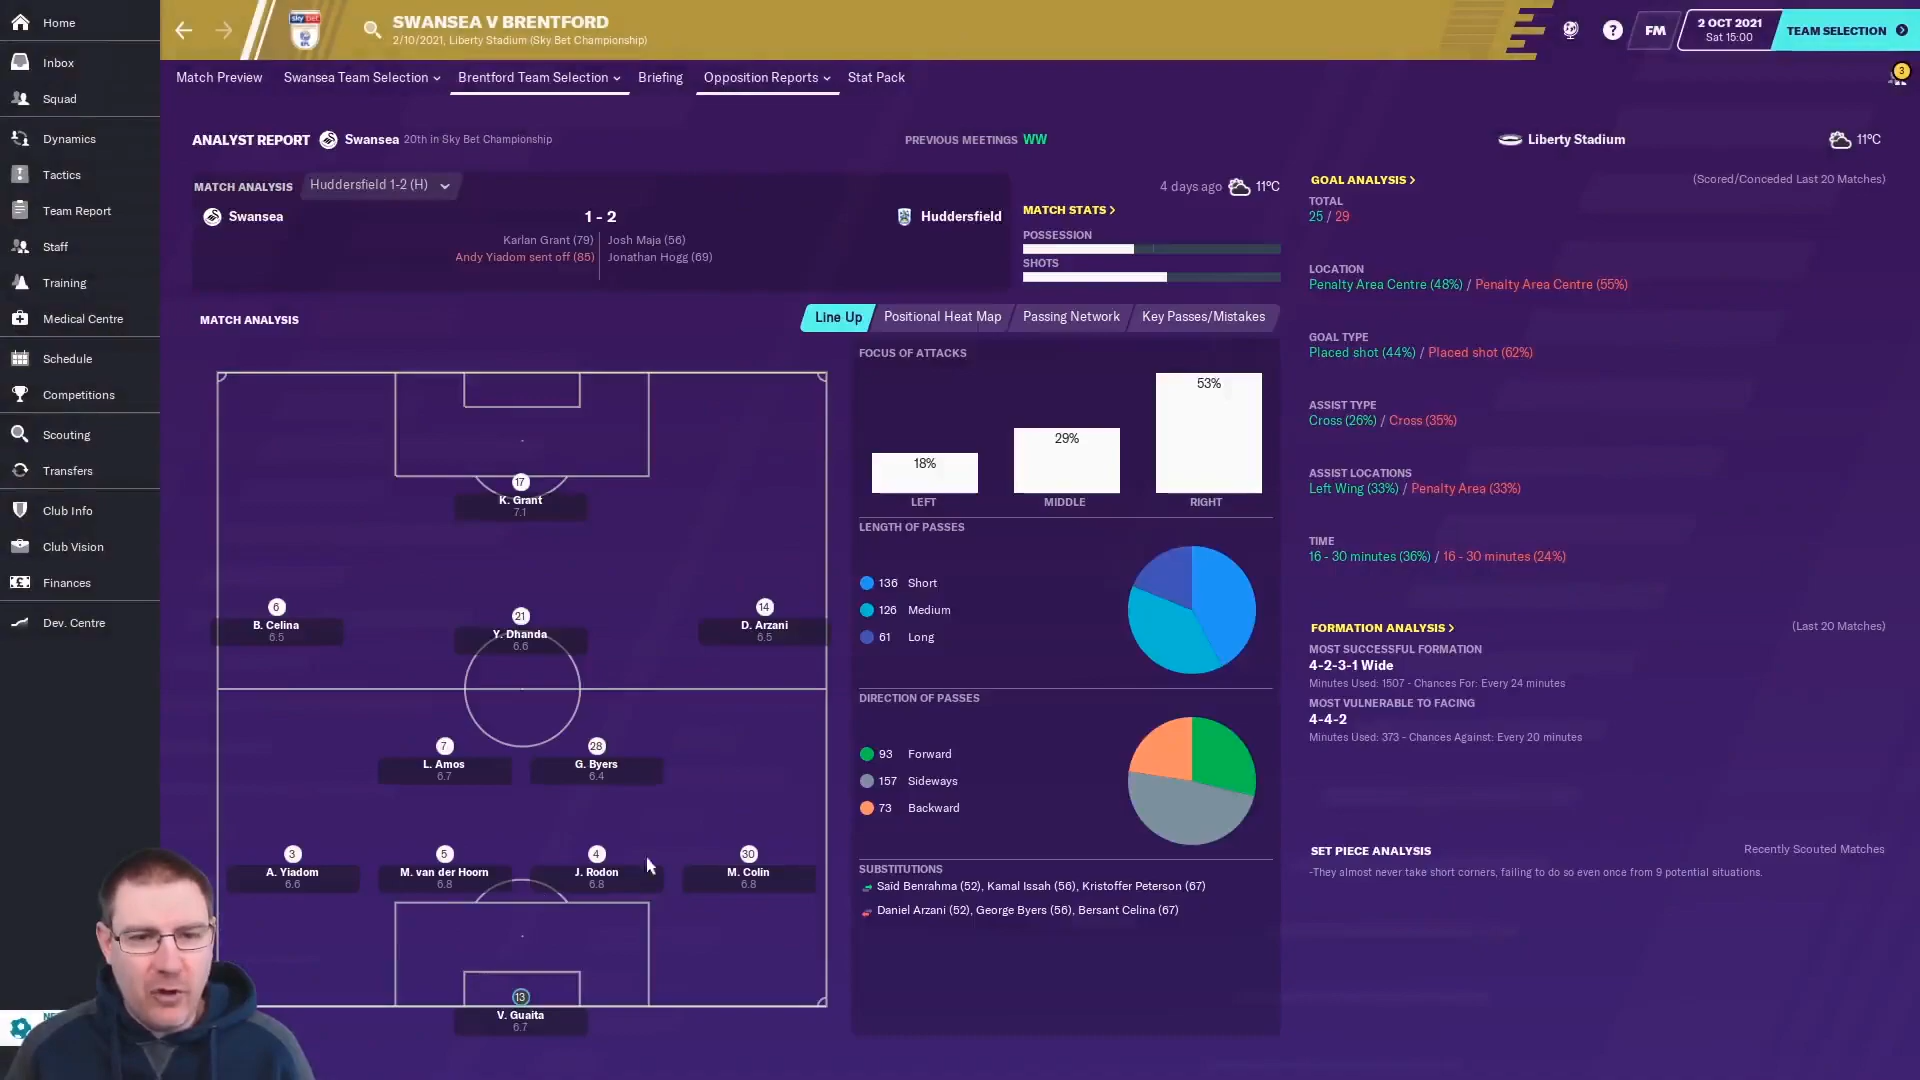 Home
Inbox
Squad
Dynamics
Tactics
Team Report
Staff
Training
Medical Centre
Schedule
Competitions
Scouting
Transfers
Club Info
Club Vision
Finances
Dev. Centre
sky bet
EFL
SWANSEA V BRENTFORD
2/10/2021, Liberty Stadium (Sky Bet Championship)
?
FM
2 OCT 2021
Sat 15:00
TEAM SELECTION
3
Match Preview
Swansea Team Selection
Brentford Team Selection
Briefing
Opposition Reports
Stat Pack
ANALYST REPORT
Swansea 20th in Sky Bet Championship
PREVIOUS MEETINGS WW
Liberty Stadium
11°C
MATCH ANALYSIS
Huddersfield 1-2 (H)
4 days ago
11°C
Swansea
1 - 2
Huddersfield
Karlan Grant (79)
Josh Maja (56)
Andy Yiadom sent off (85)
Jonathan Hogg (69)
MATCH STATS >
POSSESSION
SHOTS
MATCH ANALYSIS
Line Up
Positional Heat Map
Passing Network
Key Passes/Mistakes
17
K. Grant
7.1
6
B. Celina
6.5
21
Y. Dhanda
6.6
14
D. Arzani
6.5
7
L. Amos
6.7
28
G. Byers
6.4
3
A. Yiadom
6.6
5
M. van der Hoorn
6.8
4
J. Rodon
6.8
30
M. Colin
6.8
13
V. Guaita
6.7
FOCUS OF ATTACKS
18%
29%
53%
LEFT
MIDDLE
RIGHT
LENGTH OF PASSES
136 Short
126 Medium
61 Long
DIRECTION OF PASSES
93 Forward
157 Sideways
73 Backward
SUBSTITUTIONS
Saïd Benrahma (52), Kamal Issah (56), Kristoffer Peterson (67)
Daniel Arzani (52), George Byers (56), Bersant Celina (67)
GOAL ANALYSIS >
(Scored/Conceded Last 20 Matches)
TOTAL
25 / 29
LOCATION
Penalty Area Centre (48%) / Penalty Area Centre (55%)
GOAL TYPE
Placed shot (44%) / Placed shot (62%)
ASSIST TYPE
Cross (26%) / Cross (35%)
ASSIST LOCATIONS
Left Wing (33%) / Penalty Area (33%)
TIME
16 - 30 minutes (36%) / 16 - 30 minutes (24%)
FORMATION ANALYSIS >
(Last 20 Matches)
MOST SUCCESSFUL FORMATION
4-2-3-1 Wide
Minutes Used: 1507 - Chances For: Every 24 minutes
MOST VULNERABLE TO FACING
4-4-2
Minutes Used: 373 - Chances Against: Every 20 minutes
SET PIECE ANALYSIS
Recently Scouted Matches
-They almost never take short corners, failing to do so even once from 9 potential situations.